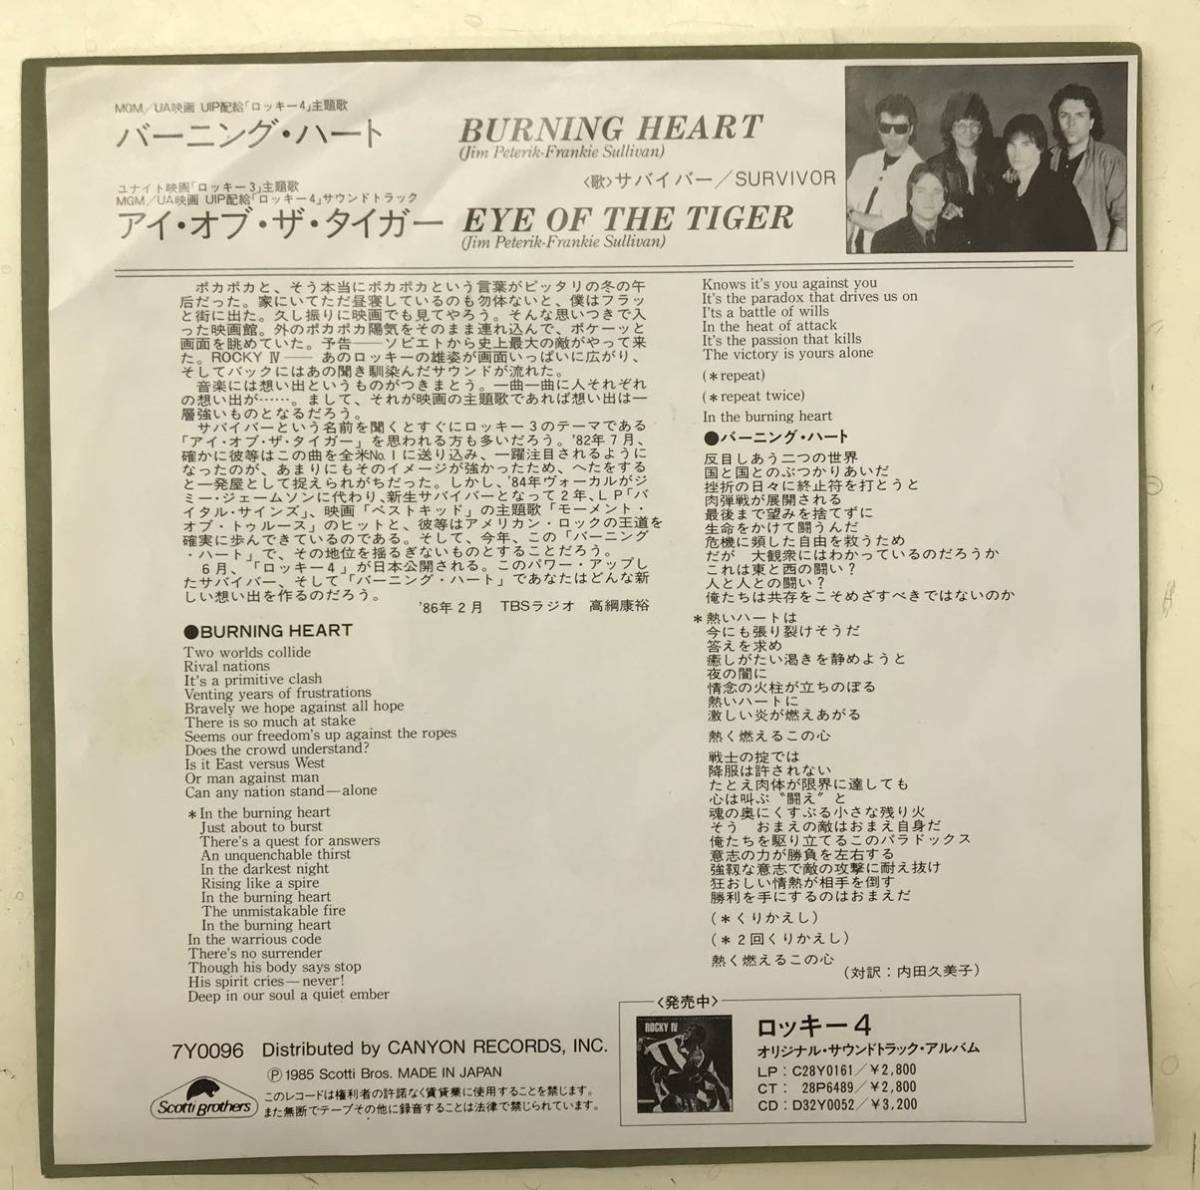 MGM／UA映画 UIP配給「ロッキー4」主題歌
バーニング・ハート BURNING HEART
(Jim Peterik-Frankie Sullivan)
〈歌〉サバイバー／SURVIVOR
ユナイト映画「ロッキー3」主題歌
MGM／UA映画 UIP配給「ロッキー4」サウンドトラック
アイ・オブ・ザ・タイガー EYE OF THE TIGER
(Jim Peterik-Frankie Sullivan)
ポカポカと、そう本当にポカポカという言葉がピッタリの冬の午
后だった。家にいてただ昼寝しているのも勿体ないと、僕はフラッ
と街に出た。久し振りに映画でも見てやろう。そんな思いつきで入
った映画館。外のポカポカ陽気をそのまま連れ込んで、ポケーッと
画面を眺めていた。予告──ソビエトから史上最大の敵がやって来
た。ROCKY Ⅳ── あのロッキーの雄姿が画面いっぱいに広がり、
そしてバックにはあの聞き馴染んだサウンドが流れた。
音楽には想い出というものがつきまとう。一曲一曲に人それぞれ
の想い出が……。まして、それが映画の主題歌であれば想い出は一
層強いものとなるだろう。
サバイバーという名前を聞くとすぐにロッキー3のテーマである
「アイ・オブ・ザ・タイガー」を思われる方も多いだろう。'82年7月、
確かに彼等はこの曲を全米No.1に送り込み、一躍注目されるように
なったのが、あまりにもそのイメージが強かったため、へたをする
と一発屋として捉えられがちだった。しかし、'84年ヴォーカルがジ
ミー・ジェームソンに代わり、新生サバイバーとなって2年、LP「バ
イタル・サインズ」、映画「ベストキッド」の主題歌「モーメント・
オブ・トゥルース」のヒットと、彼等はアメリカン・ロックの王道を
確実に歩んできているのである。そして、今年、この「バーニング
・ハート」で、その地位を揺るぎないものとすることだろう。
6月、「ロッキー4」が日本公開される。このパワー・アップし
たサバイバー、そして「バーニング・ハート」であなたはどんな新
しい想い出を作るのだろう。
'86年2月 TBSラジオ 高綱康裕
●BURNING HEART
Two worlds collide
Rival nations
It's a primitive clash
Venting years of frustrations
Bravely we hope against all hope
There is so much at stake
Seems our freedom's up against the ropes
Does the crowd understand?
Is it East versus West
Or man against man
Can any nation stand—alone
＊In the burning heart
Just about to burst
There's a quest for answers
An unquenchable thirst
In the darkest night
Rising like a spire
In the burning heart
The unmistakable fire
In the burning heart
In the warrious code
There's no surrender
Though his body says stop
His spirit cries—never!
Deep in our soul a quiet ember
Knows it's you against you
It's the paradox that drives us on
I'ts a battle of wills
In the heat of attack
It's the passion that kills
The victory is yours alone
(＊repeat)
(＊repeat twice)
In the burning heart
●バーニング・ハート
反目しあう二つの世界
国と国とのぶつかりあいだ
挫折の日々に終止符を打とうと
肉弾戦が展開される
最後まで望みを捨てずに
生命をかけて闘うんだ
危機に頻した自由を救うため
だが 大観衆にはわかっているのだろうか
これは東と西の闘い？
人と人との闘い？
俺たちは共存をこそめざすべきではないのか
＊熱いハートは
今にも張り裂けそうだ
答えを求め
癒しがたい渇きを静めようと
夜の闇に
情念の火柱が立ちのぼる
熱いハートに
激しい炎が燃えあがる
熱く燃えるこの心
戦士の掟では
降服は許されない
たとえ肉体が限界に達しても
心は叫ぶ〝闘え〟と
魂の奥にくすぶる小さな残り火
そう おまえの敵はおまえ自身だ
俺たちを駆り立てるこのパラドックス
意志の力が勝負を左右する
強靱な意志で敵の攻撃に耐え抜け
狂おしい情熱が相手を倒す
勝利を手にするのはおまえだ
(＊くりかえし)
(＊2回くりかえし)
熱く燃えるこの心
(対訳：内田久美子)
7Y0096 Distributed by CANYON RECORDS, INC.
Ⓟ1985 Scotti Bros. MADE IN JAPAN
このレコードは権利者の許諾なく賃貸業に使用することを禁じます。
また無断でテープその他に録音することは法律で禁じられています。
Scotti Brothers
〈発売中〉
ROCKY IV
ロッキー4
オリジナル・サウンドトラック・アルバム
LP：C28Y0161／¥2,800
CT： 28P6489／¥2,800
CD：D32Y0052／¥3,200